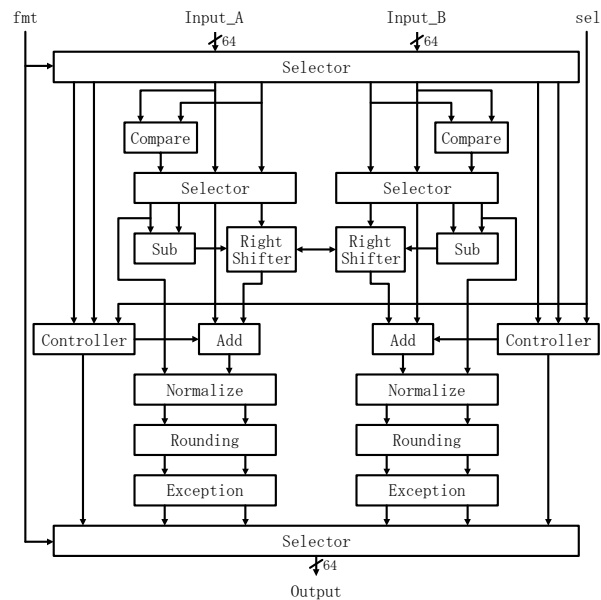 fmt Input_A Input_B sel
64 64
Selector
Compare Compare
Selector Selector
Sub Right Shifter Right Shifter Sub
Controller Add Add Controller
Normalize Normalize
Rounding Rounding
Exception Exception
Selector
64
Output